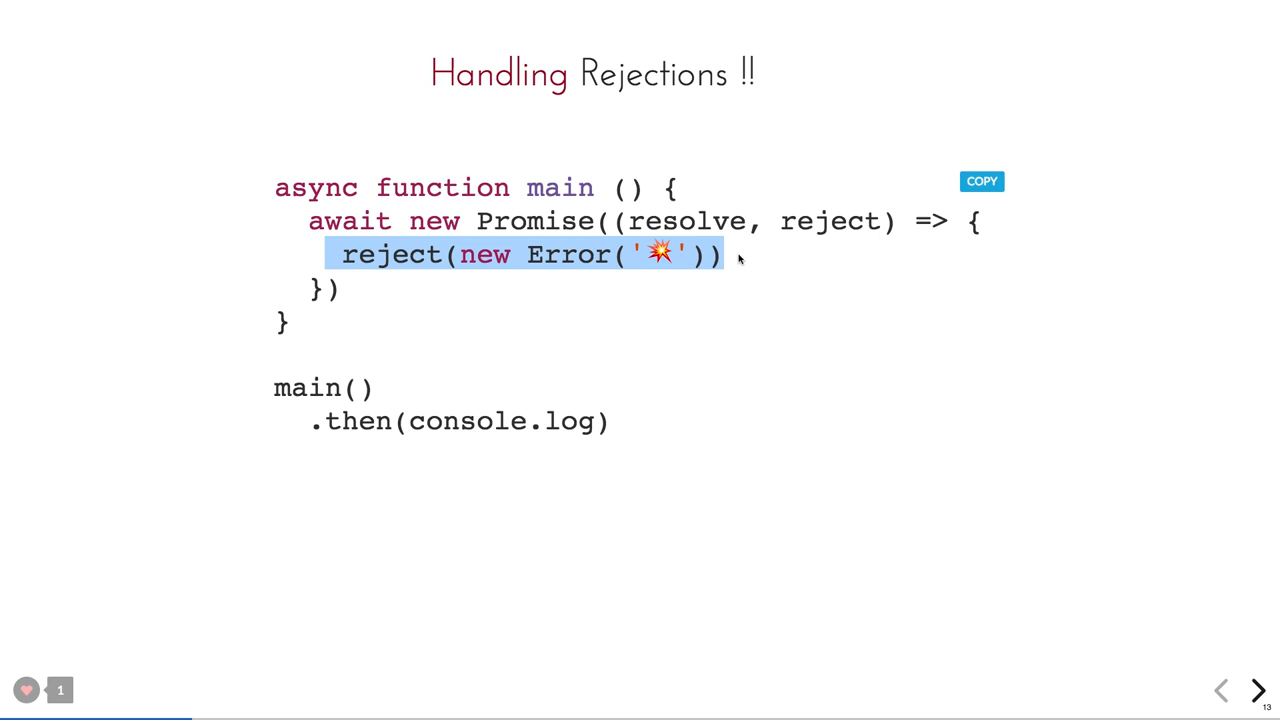 Handling Rejections !!
COPY
async function main () {
  await new Promise((resolve, reject) => {
    reject(new Error('💥'))
  })
}
main()
  .then(console.log)
1
13